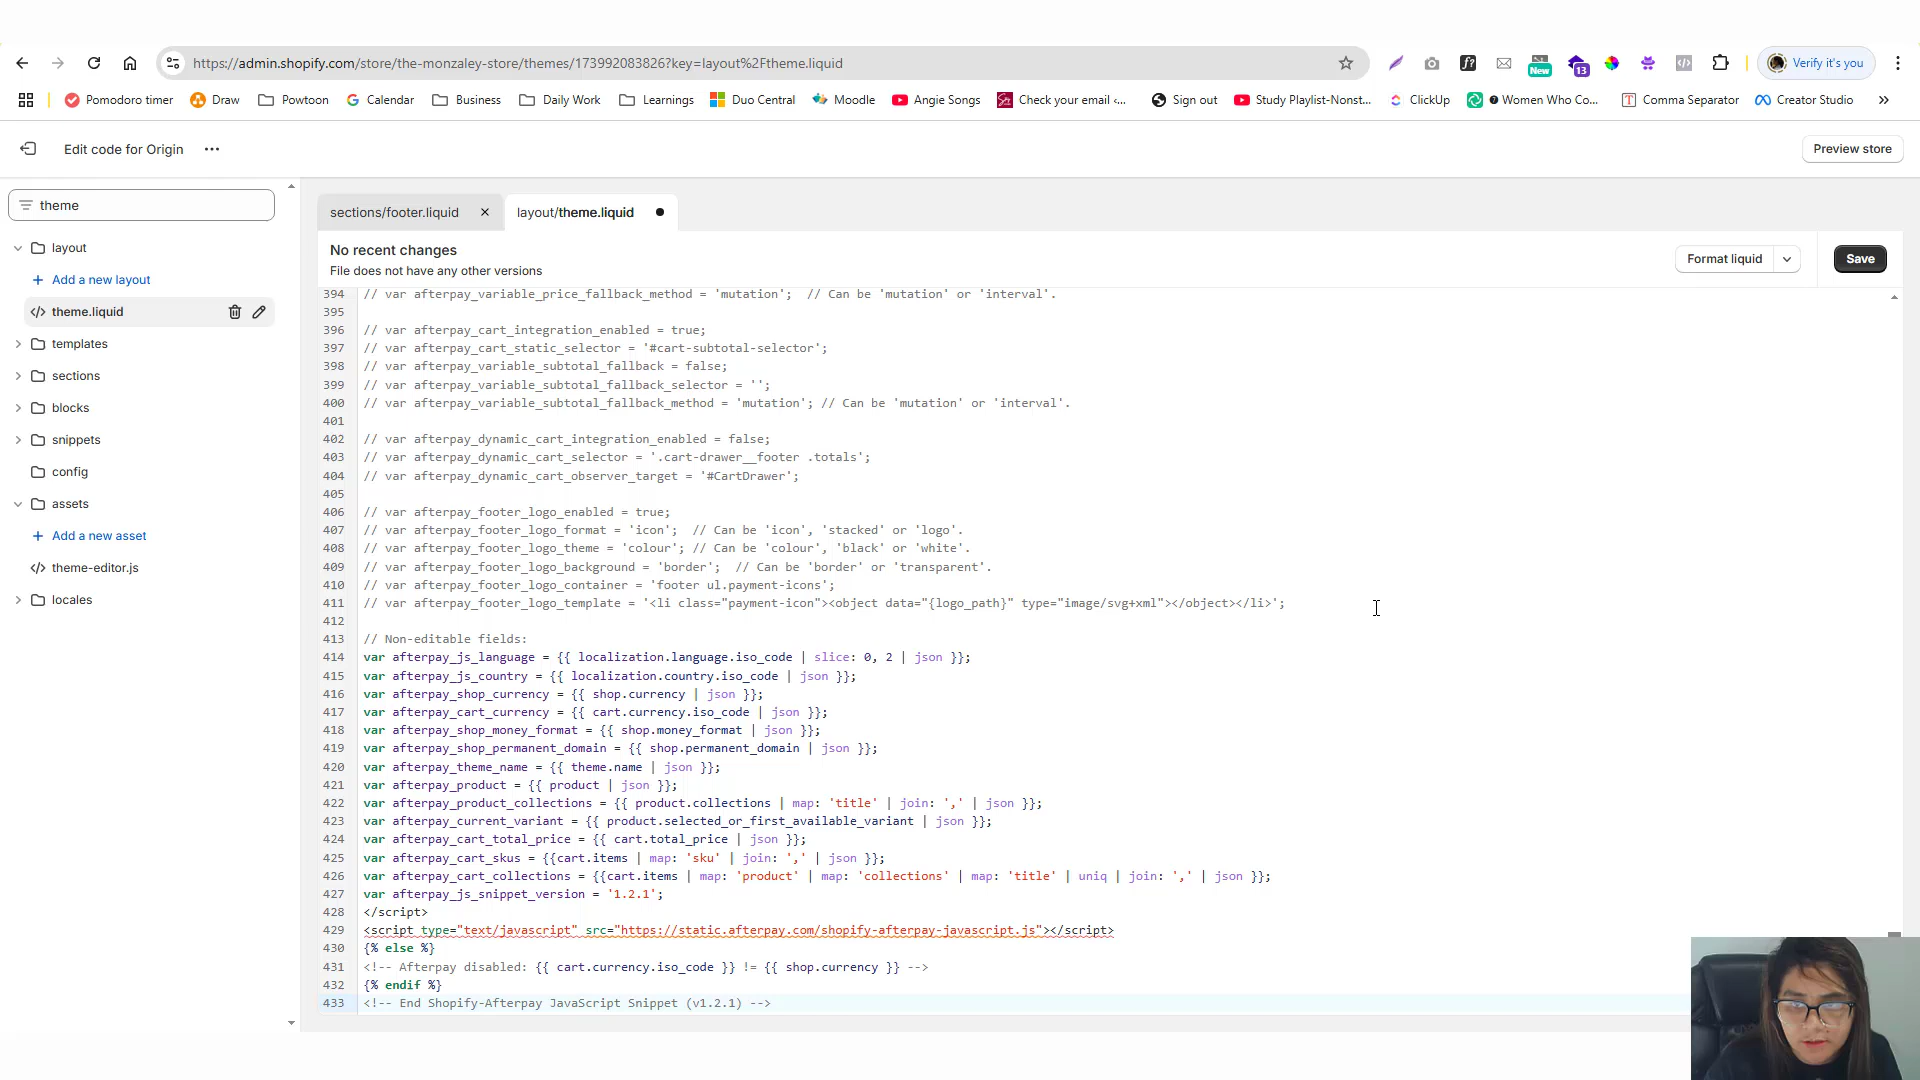 https://admin.shopify.com/store/the-monzaley-store/themes/173992083826?key=layout%2Ftheme.liquid
New
13
Verify it's you
Pomodoro timer
Draw
Powtoon
Calendar
Business
Daily Work
Learnings
Duo Central
Moodle
Angie Songs
Check your email <...
Sign out
Study Playlist-Nonst...
ClickUp
Women Who Co...
Comma Separator
Creator Studio
Edit code for Origin
Preview store
theme
layout
Add a new layout
theme.liquid
templates
sections
blocks
snippets
config
assets
Add a new asset
theme-editor.js
locales
sections/footer.liquid
layout/theme.liquid
No recent changes
File does not have any other versions
Format liquid
Save
394 // var afterpay_variable_price_fallback_method = 'mutation';  // Can be 'mutation' or 'interval'.
395
396 // var afterpay_cart_integration_enabled = true;
397 // var afterpay_cart_static_selector = '#cart-subtotal-selector';
398 // var afterpay_variable_subtotal_fallback = false;
399 // var afterpay_variable_subtotal_fallback_selector = '';
400 // var afterpay_variable_subtotal_fallback_method = 'mutation'; // Can be 'mutation' or 'interval'.
401
402 // var afterpay_dynamic_cart_integration_enabled = false;
403 // var afterpay_dynamic_cart_selector = '.cart-drawer__footer .totals';
404 // var afterpay_dynamic_cart_observer_target = '#CartDrawer';
405
406 // var afterpay_footer_logo_enabled = true;
407 // var afterpay_footer_logo_format = 'icon';  // Can be 'icon', 'stacked' or 'logo'.
408 // var afterpay_footer_logo_theme = 'colour'; // Can be 'colour', 'black' or 'white'.
409 // var afterpay_footer_logo_background = 'border';  // Can be 'border' or 'transparent'.
410 // var afterpay_footer_logo_container = 'footer ul.payment-icons';
411 // var afterpay_footer_logo_template = '<li class="payment-icon"><object data="{logo_path}" type="image/svg+xml"></object></li>';
412
413 // Non-editable fields:
414 var afterpay_js_language = {{ localization.language.iso_code | slice: 0, 2 | json }};
415 var afterpay_js_country = {{ localization.country.iso_code | json }};
416 var afterpay_shop_currency = {{ shop.currency | json }};
417 var afterpay_cart_currency = {{ cart.currency.iso_code | json }};
418 var afterpay_shop_money_format = {{ shop.money_format | json }};
419 var afterpay_shop_permanent_domain = {{ shop.permanent_domain | json }};
420 var afterpay_theme_name = {{ theme.name | json }};
421 var afterpay_product = {{ product | json }};
422 var afterpay_product_collections = {{ product.collections | map: 'title' | join: ',' | json }};
423 var afterpay_current_variant = {{ product.selected_or_first_available_variant | json }};
424 var afterpay_cart_total_price = {{ cart.total_price | json }};
425 var afterpay_cart_skus = {{cart.items | map: 'sku' | join: ',' | json }};
426 var afterpay_cart_collections = {{cart.items | map: 'product' | map: 'collections' | map: 'title' | uniq | join: ',' | json }};
427 var afterpay_js_snippet_version = '1.2.1';
428 </script>
429 <script type="text/javascript" src="https://static.afterpay.com/shopify-afterpay-javascript.js"></script>
430 {% else %}
431 <!-- Afterpay disabled: {{ cart.currency.iso_code }} != {{ shop.currency }} -->
432 {% endif %}
433 <!-- End Shopify-Afterpay JavaScript Snippet (v1.2.1) -->